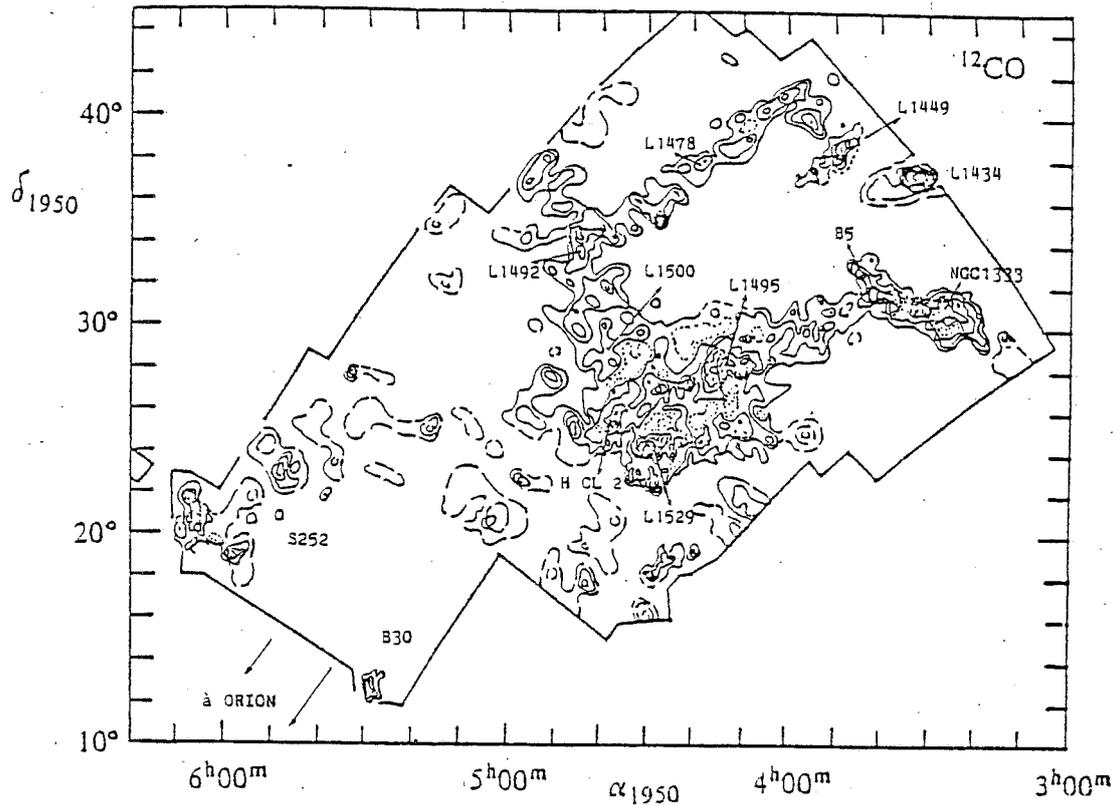 ¹²CO
40°
L1449
L1478
L1434
δ1950
B5
L1492
L1500
L1495
NGC1333
30°
H CL 2
L1529
S252
20°
B30
à ORION
10°
6h00m
5h00m
α1950
4h00m
3h00m